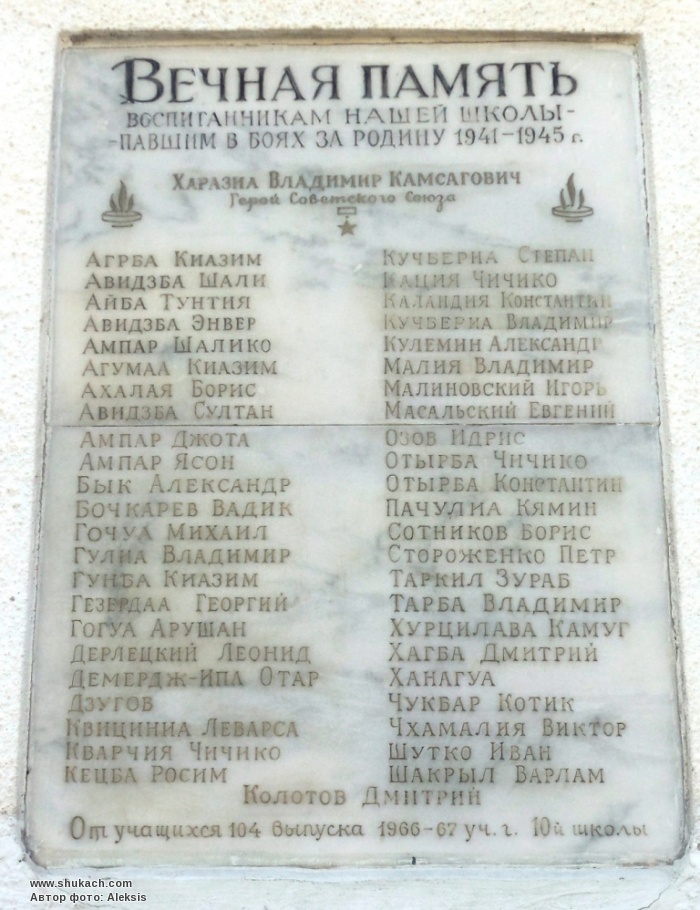 ВЕЧНАЯ ПАМЯТЬ
ВОСПИТАННИКАМ НАШЕЙ ШКОЛЫ-
-ПАВШИМ В БОЯХ ЗА РОДИНУ 1941-1945 г.
ХАРАЗИА ВЛАДИМИР КАМСАГОВИЧ
Герой Советского Союза
АГРБА КИАЗИМ
АВИДЗБА ШАЛИ
АЙБА ТУНТИЯ
АВИДЗБА ЭНВЕР
АМПАР ШАЛИКО
АГУМАА КИАЗИМ
АХАЛАЯ БОРИС
АВИДЗБА СУЛТАН
АМПАР ДЖОТА
АМПАР ЯСОН
БЫК АЛЕКСАНДР
БОЧКАРЕВ ВАДИК
ГОЧУА МИХАИЛ
ГУЛИА ВЛАДИМИР
ГУНБА КИАЗИМ
ГЕЗЕРДАА ГЕОРГИЙ
ГОГУА АРУШАН
ДЕРЛЕЦКИЙ ЛЕОНИД
ДЕМЕРДЖ-ИПА ОТАР
ДЗУГОВ
КВИЦИНИА ЛЕВАРСА
КВАРЧИЯ ЧИЧИКО
КЕЦБА РОСИМ
КУЧБЕРИА СТЕПАН
КАЦИЯ ЧИЧИКО
КАЛАНДИЯ КОНСТАНТИН
КУЧБЕРИА ВЛАДИМИР
КУЛЕМИН АЛЕКСАНДР
МАЛИЯ ВЛАДИМИР
МАЛИНОВСКИЙ ИГОРЬ
МАСАЛЬСКИЙ ЕВГЕНИЙ
ОЗОВ ИДРИС
ОТЫРБА ЧИЧИКО
ОТЫРБА КОНСТАНТИН
ПАЧУЛИА КЯМИН
СОТНИКОВ БОРИС
СТОРОЖЕНКО ПЕТР
ТАРКИЛ ЗУРАБ
ТАРБА ВЛАДИМИР
ХУРЦИЛАВА КАМУГ
ХАГБА ДМИТРИЙ
ХАНАГУА
ЧУКБАР КОТИК
ЧХАМАЛИЯ ВИКТОР
ШУТКО ИВАН
ШАКРЫЛ ВАРЛАМ
КОЛОТОВ ДМИТРИЙ
От учащихся 104 выпуска 1966-67 уч. г. 10й школы
www.shukach.com
Автор фото: Aleksis